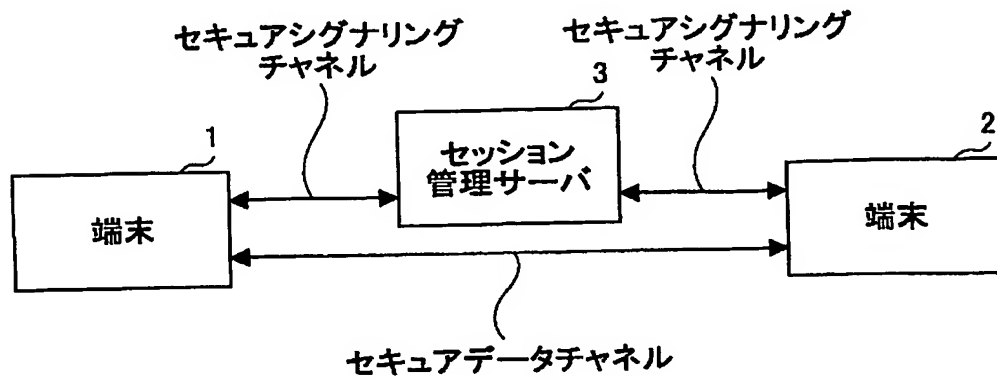 セキュアシグナリング
チャネル
セキュアシグナリング
チャネル
3
1
2
セッション
管理サーバ
端末
端末
セキュアデータチャネル